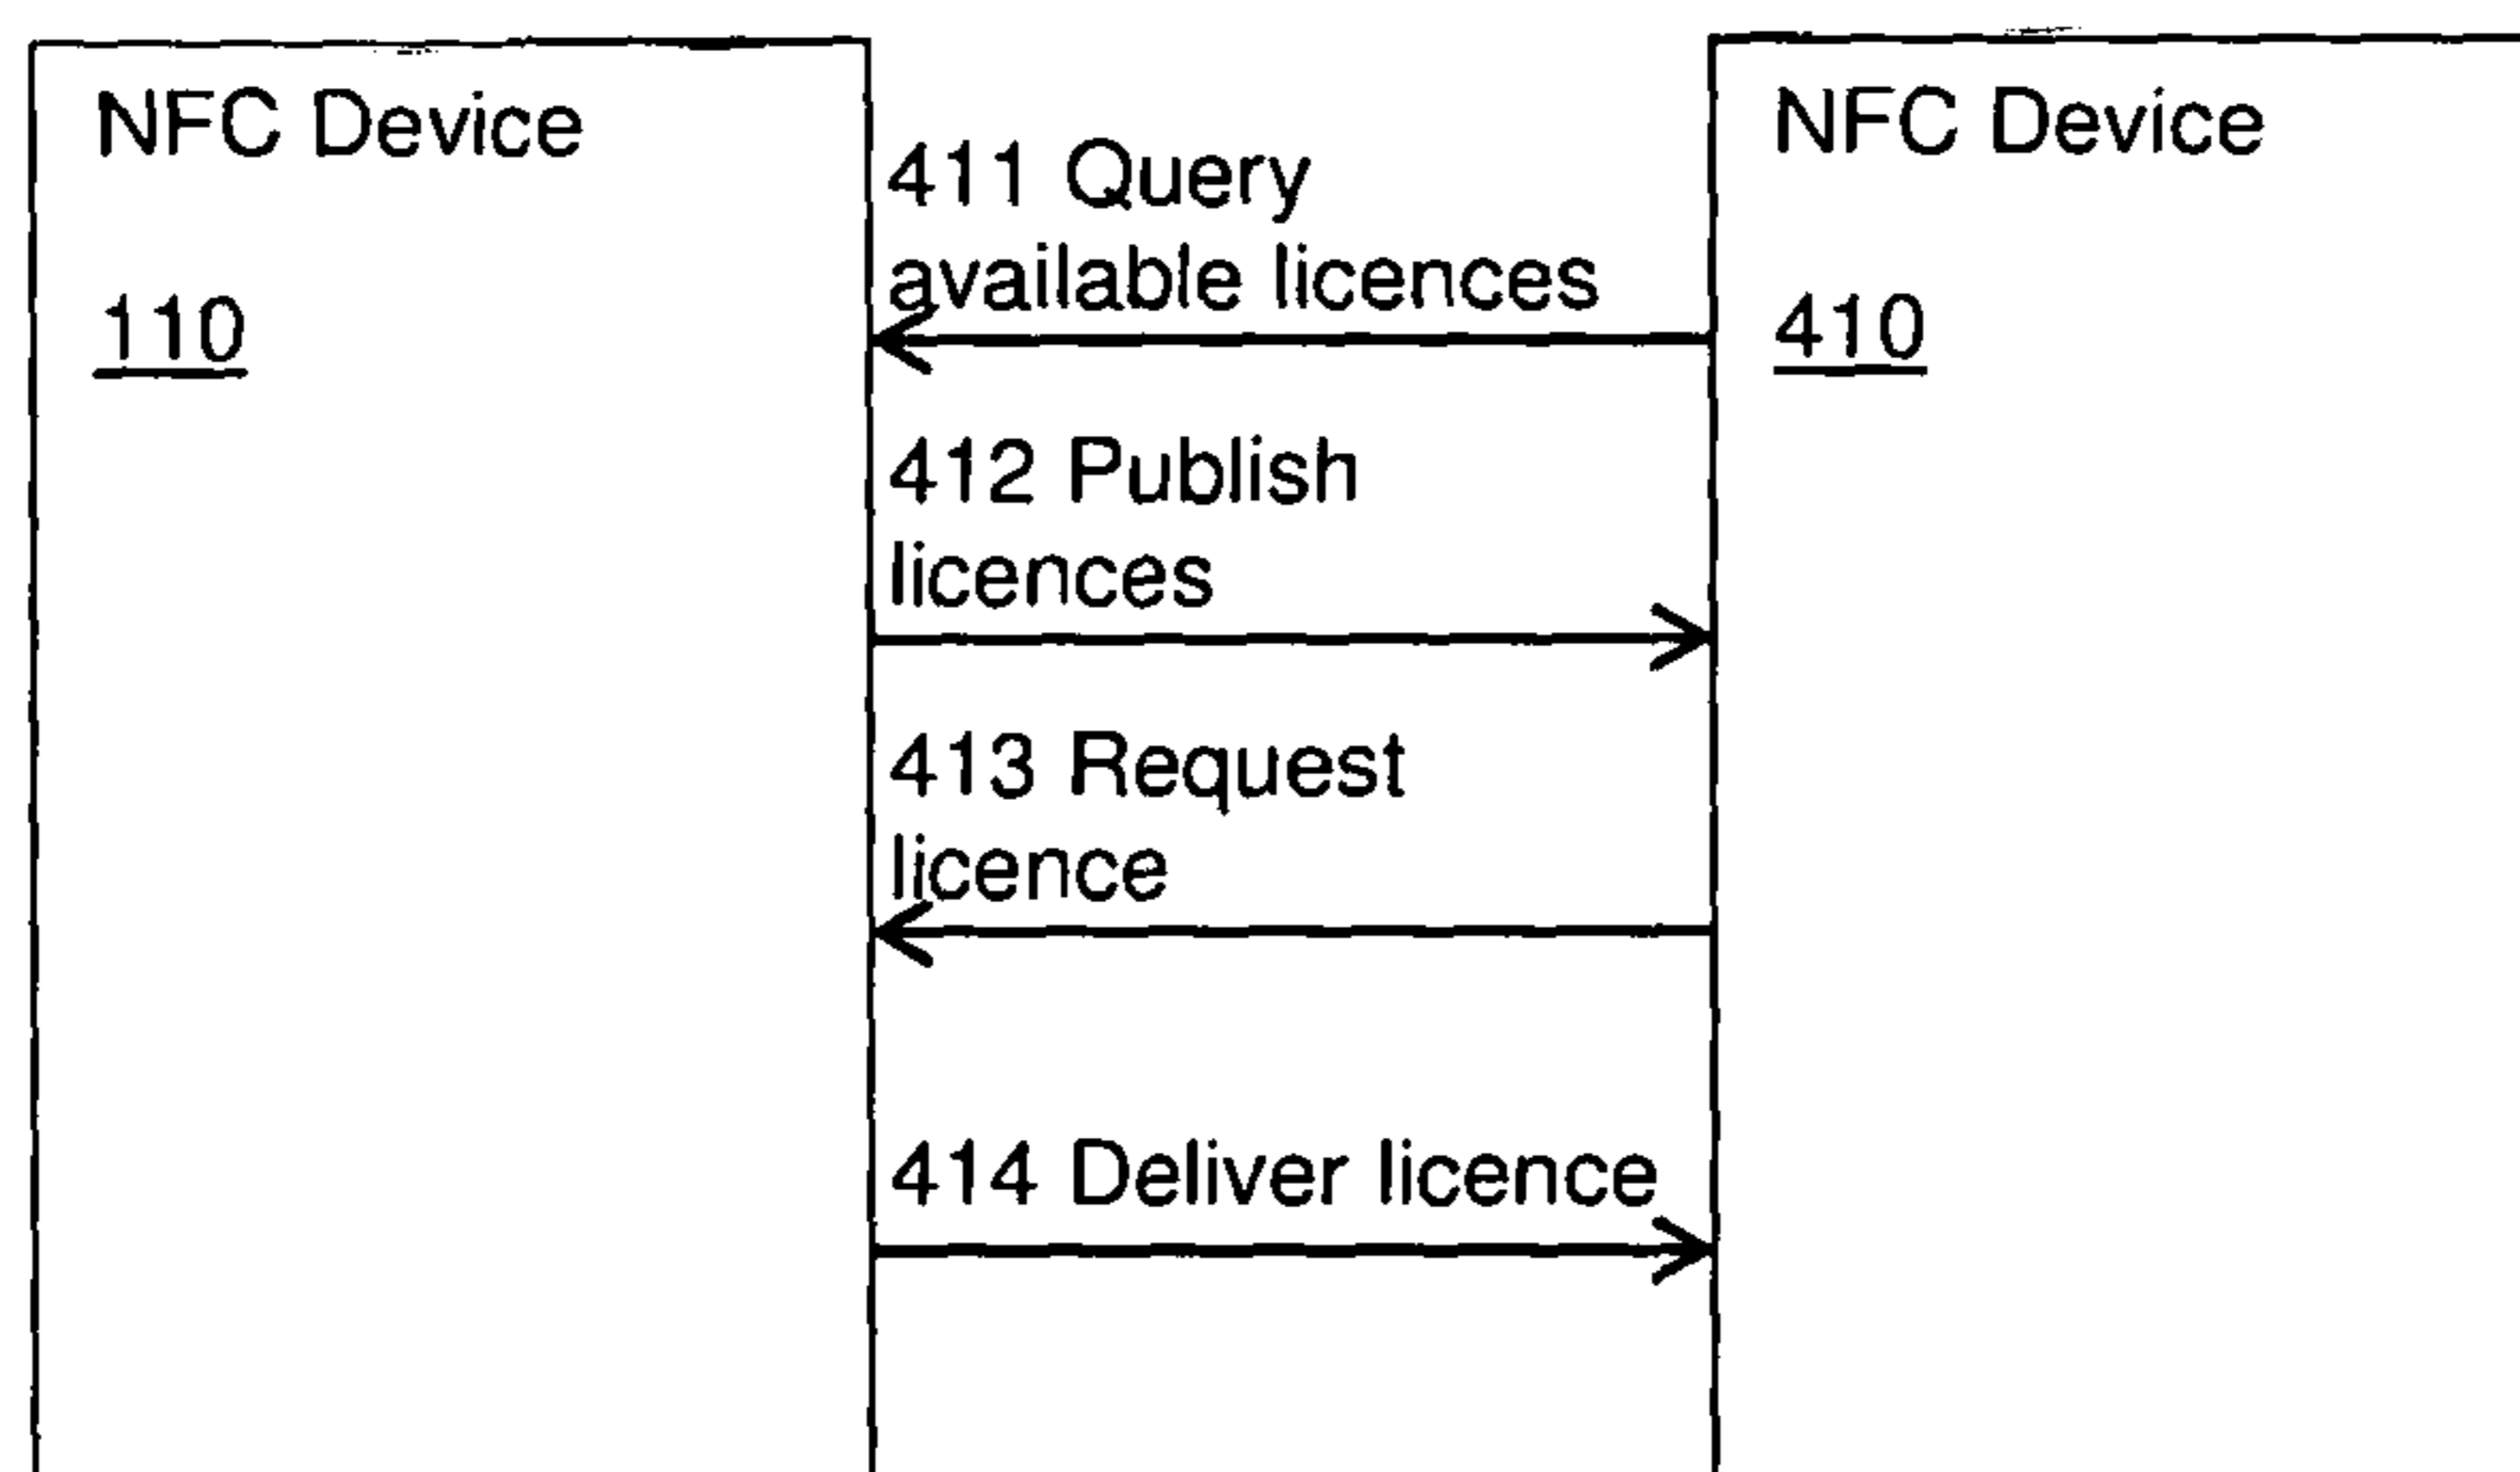 NFC Device
110
411 Query
available licences
412 Publish
licences
413 Request
licence
414 Deliver licence
NFC Device
410